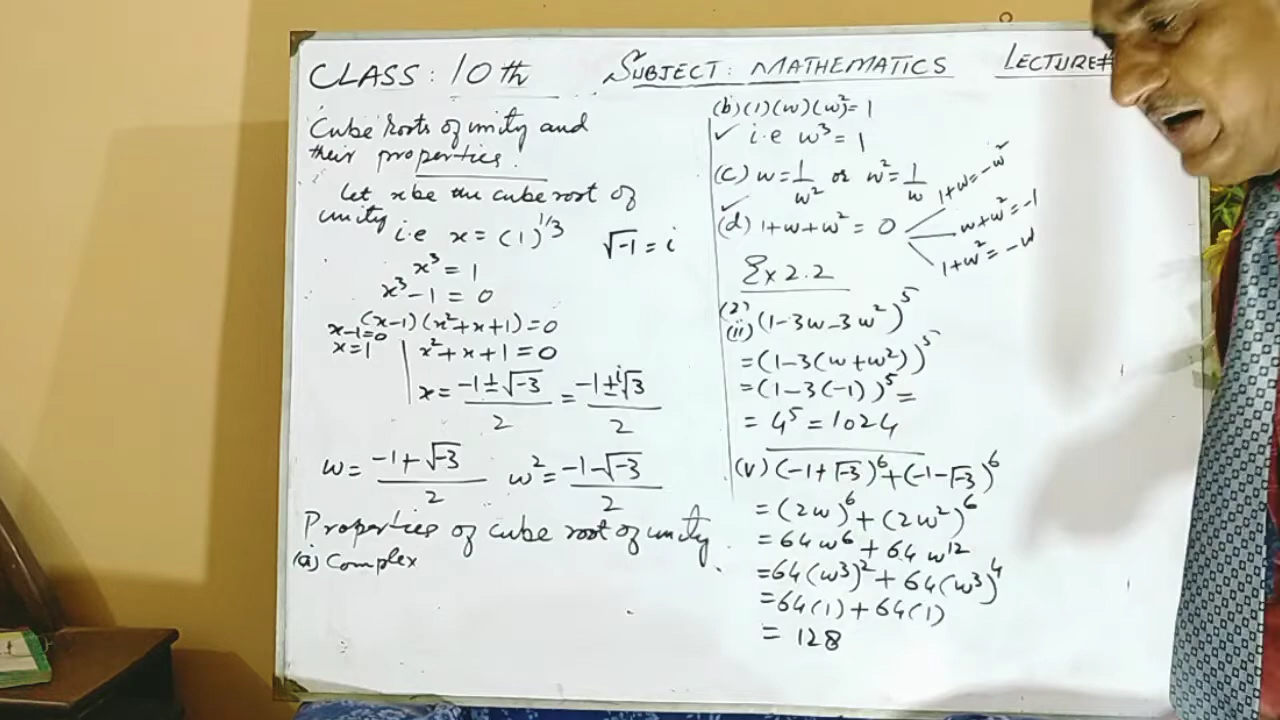 CLASS: 10th SUBJECT: MATHEMATICS LECTURE#
Cube Roots of unity and
their properties.
Let x be the cube root of
unity
i.e x = (1)^1/3 √-1 = i
x³ = 1
x³ - 1 = 0
(x-1)(x²+x+1)=0
x-1=0
x=1 x²+x+1=0
x = (-1±√-3)/2 = (-1±i√3)/2
w = (-1+√-3)/2 w² = (-1-√-3)/2
Properties of cube root of unity
(a) Complex
(b) (1)(w)(w²)=1
✓ i.e w³ = 1
(c) w = 1/w² or w² = 1/w
✓
(d) 1+w+w² = 0
1+w=-w²
w+w²=-1
1+w²=-w
Ex 2.2
(2)
(ii) (1-3w-3w²)⁵
=(1-3(w+w²))⁵
=(1-3(-1))⁵=
= 4⁵ = 1024
(v) (-1+√-3)⁶+(-1-√-3)⁶
= (2w)⁶ + (2w²)⁶
= 64w⁶ + 64w¹²
=64(w³)² + 64(w³)⁴
=64(1)+64(1)
= 128